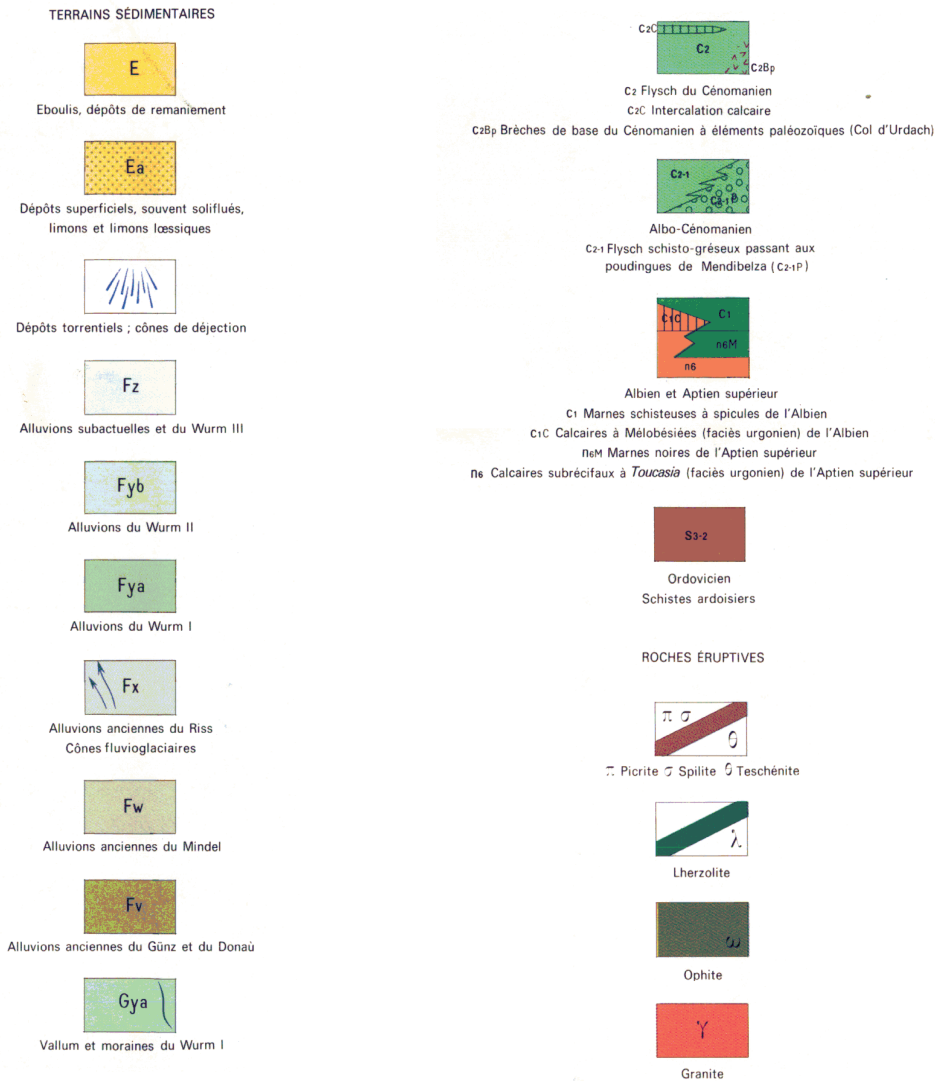 TERRAINS SÉDIMENTAIRES
E
Eboulis, dépôts de remaniement
Ea
Dépôts superficiels, souvent soliflués,
limons et limons lœssiques
Dépôts torrentiels ; cônes de déjection
Fz
Alluvions subactuelles et du Wurm III
Fyb
Alluvions du Wurm II
Fya
Alluvions du Wurm I
Fx
Alluvions anciennes du Riss
Cônes fluvioglaciaires
Fw
Alluvions anciennes du Mindel
Fv
Alluvions anciennes du Günz et du Donaù
Gya
Vallum et moraines du Wurm I
C2C
C2
C2Bp
C2 Flysch du Cénomanien
C2C Intercalation calcaire
C2Bp Brèches de base du Cénomanien à éléments paléozoïques (Col d'Urdach)
C2-1
C2-1P
Albo-Cénomanien
C2-1 Flysch schisto-gréseux passant aux
poudingues de Mendibelza (C2-1P)
C1C C1
n6M
n6
Albien et Aptien supérieur
C1 Marnes schisteuses à spicules de l'Albien
C1C Calcaires à Mélobésiées (faciès urgonien) de l'Albien
n6M Marnes noires de l'Aptien supérieur
n6 Calcaires subrécifaux à Toucasia (faciès urgonien) de l'Aptien supérieur
S3-2
Ordovicien
Schistes ardoisiers
ROCHES ÉRUPTIVES
π σ
θ
π Picrite σ Spilite θ Teschénite
λ
Lherzolite
ω
Ophite
γ
Granite